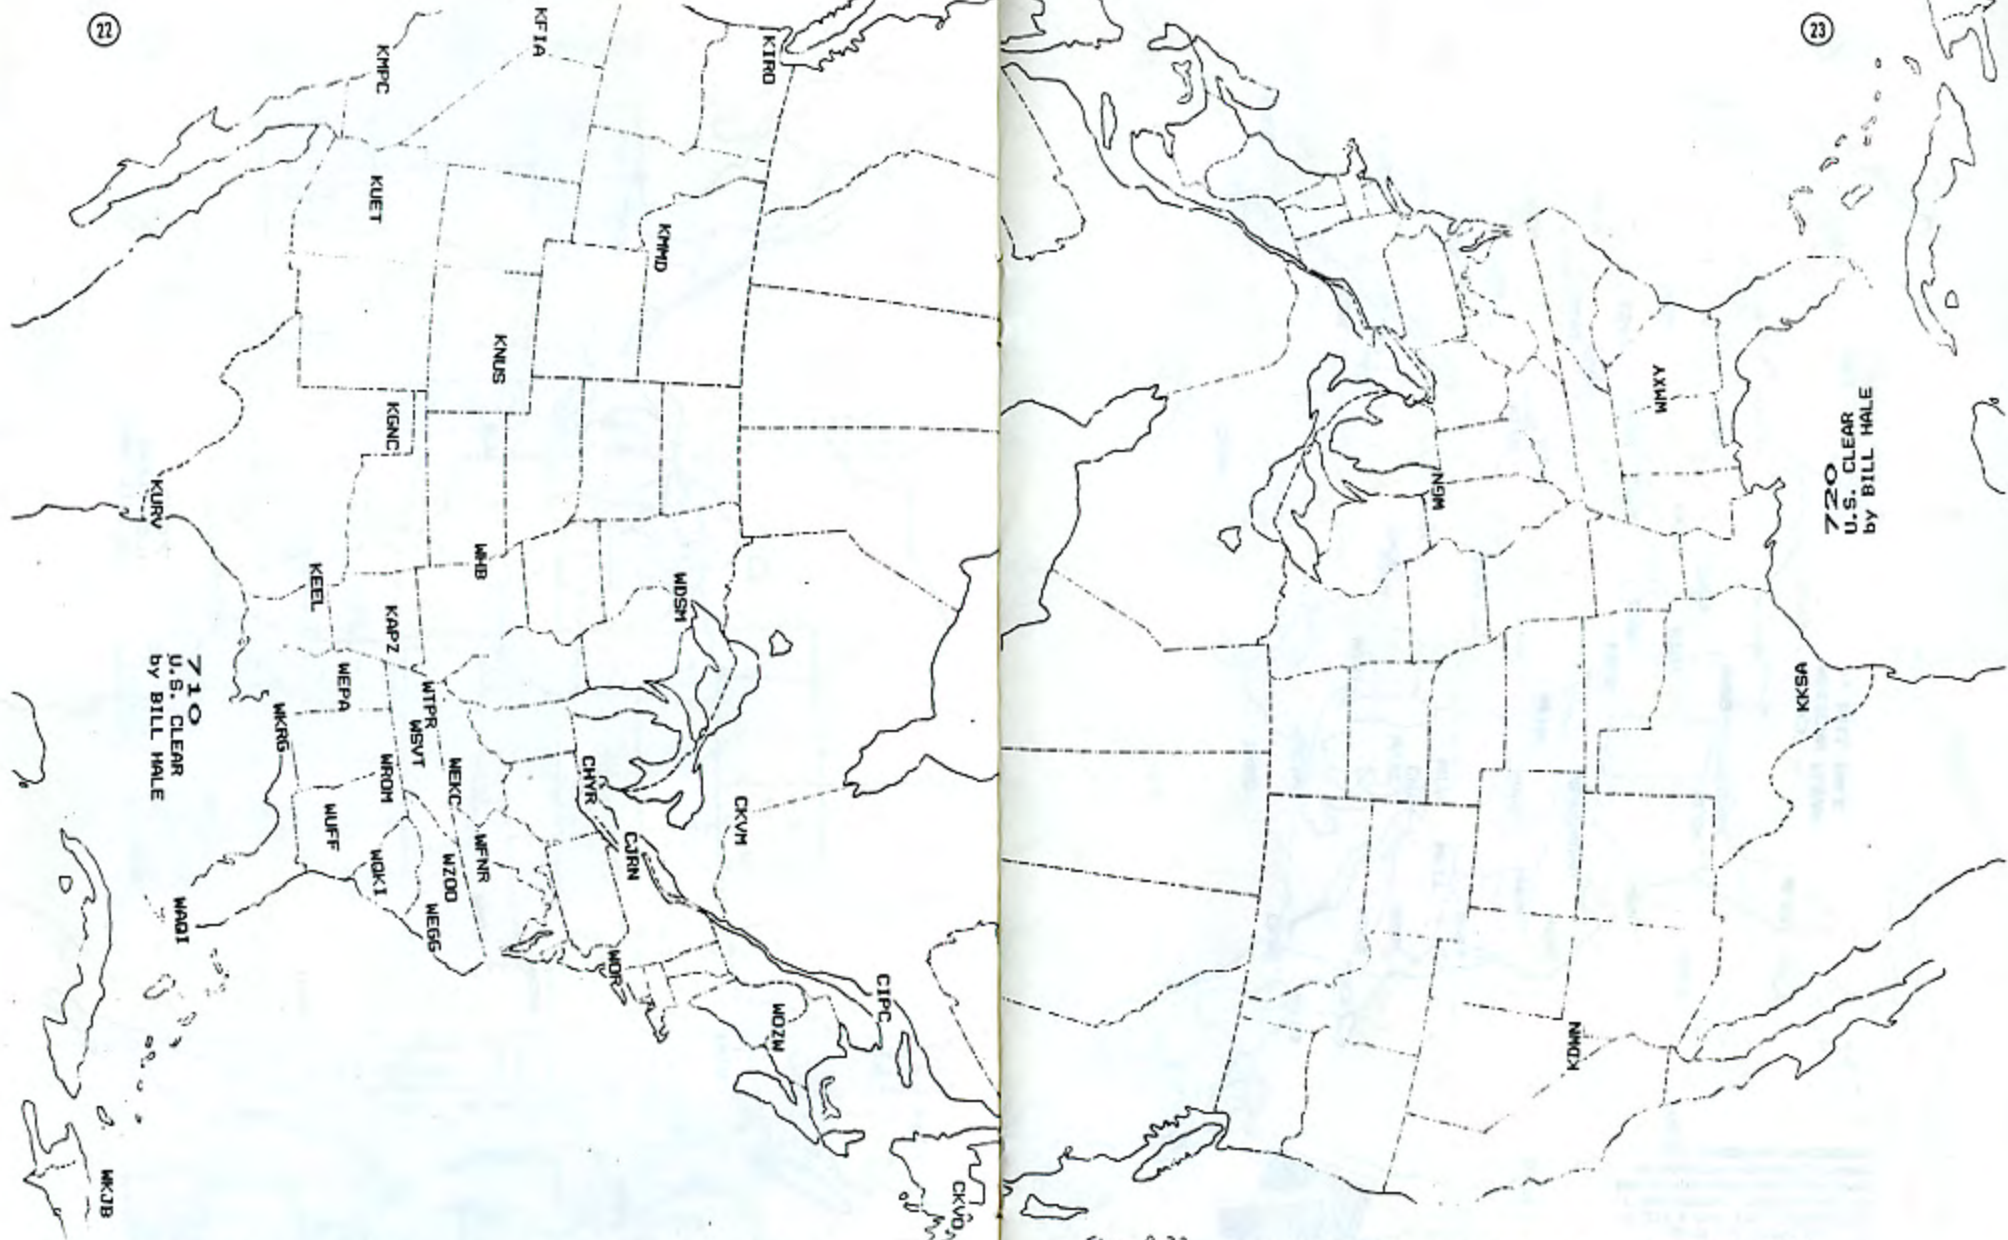 22
KIRO
KFIA
KMPC
KUET
KMMD
KNUS
KGNC
KURV
WHB
KEEL
KAPZ
WDSM
WEPA
WTPR
WSVT
WKRG
WROM
WEKC
CHYR
WUFF
CKVM
CJRN
WFNR
WZOO
WQKI
WEGG
WAQI
WOR
CIPC
WOZW
WKJB
CKVO
710
U.S. CLEAR
by BILL HALE
23
WMXY
WGN
KKSA
KDWN
720
U.S. CLEAR
by BILL HALE